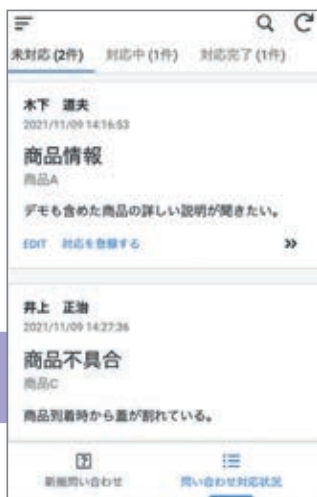 未対応 (2件) 対応中 (1件) 対応完了 (1件)
木下 道夫
2021/11/09 14:16:53
商品情報
商品A
デモも含めた商品の詳しい説明が聞きたい。
EDIT 対応を登録する
井上 正治
2021/11/09 14:27:36
商品不具合
商品C
商品到着時から蓋が割れている。
新規問い合わせ 問い合わせ対応状況